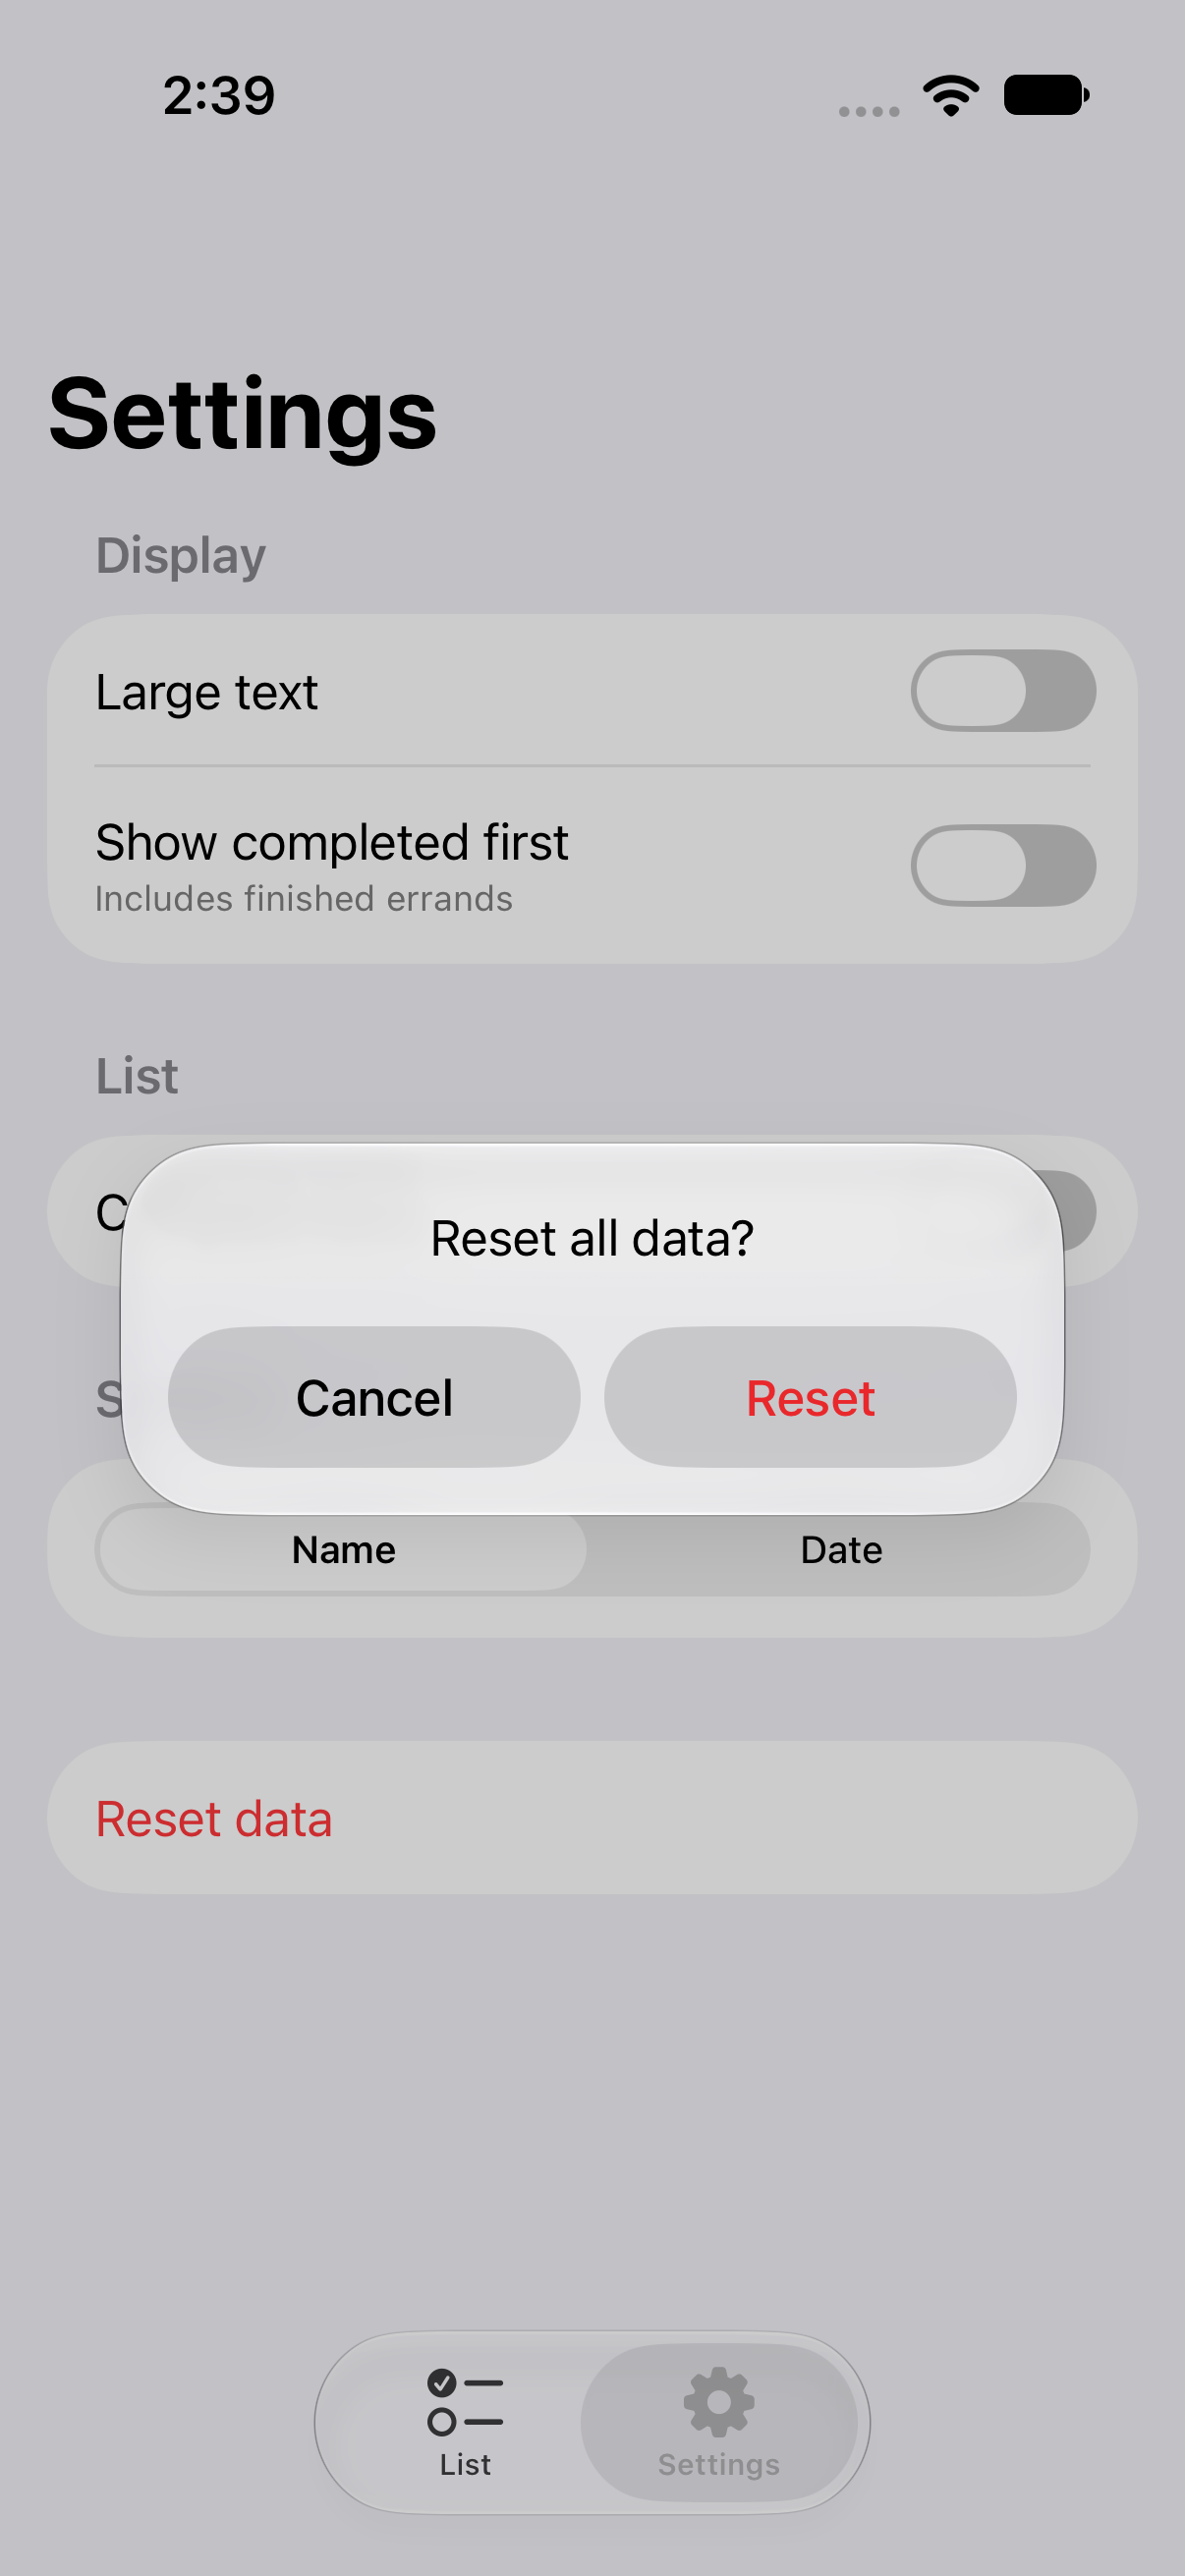 2:39
Settings
Display
Large text
Show completed first
Includes finished errands
List
Reset all data?
Cancel
Reset
Name
Date
Reset data
List
Settings